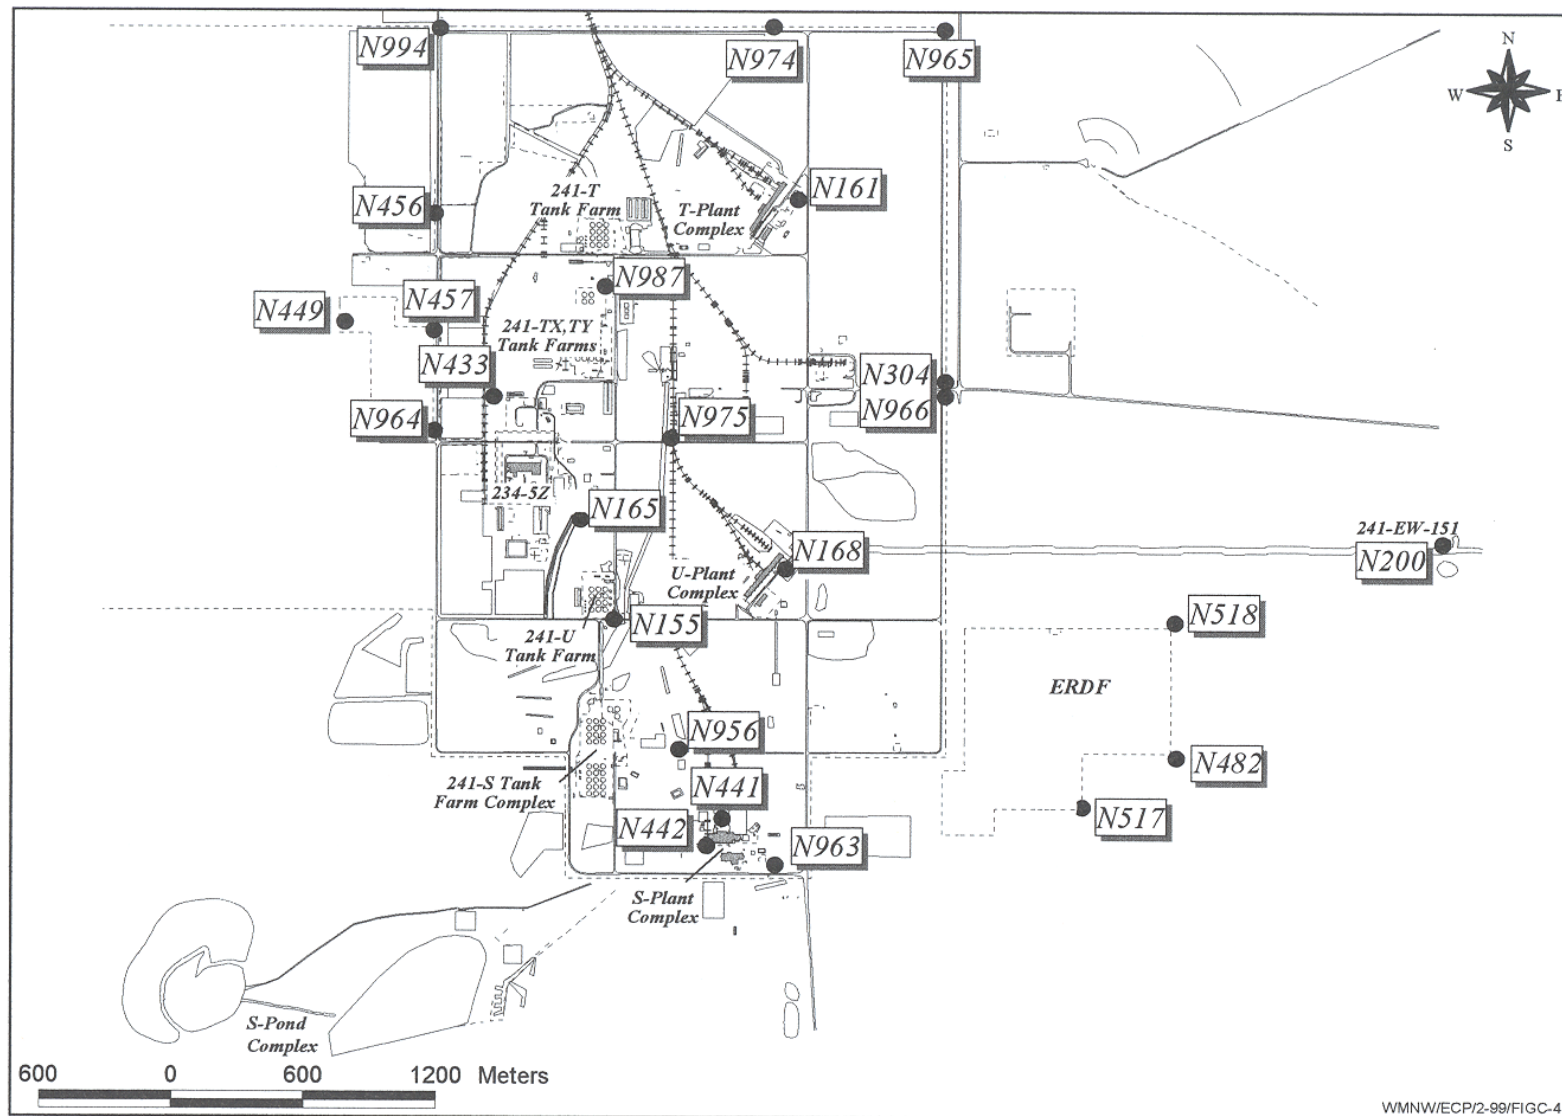 N994
N974
N965
N
W
E
S
N456
241-T
Tank Farm
T-Plant
Complex
N161
N987
N449
N457
241-TX,TY
Tank Farms
N433
N304
N966
N964
N975
234-5Z
N165
N168
241-EW-151
N200
U-Plant
Complex
N518
241-U
Tank Farm
N155
ERDF
N956
N482
241-S Tank
Farm Complex
N441
N517
N442
N963
S-Plant
Complex
S-Pond
Complex
600 0 600 1200 Meters
WMNW/ECP/2-99/FIGC-4